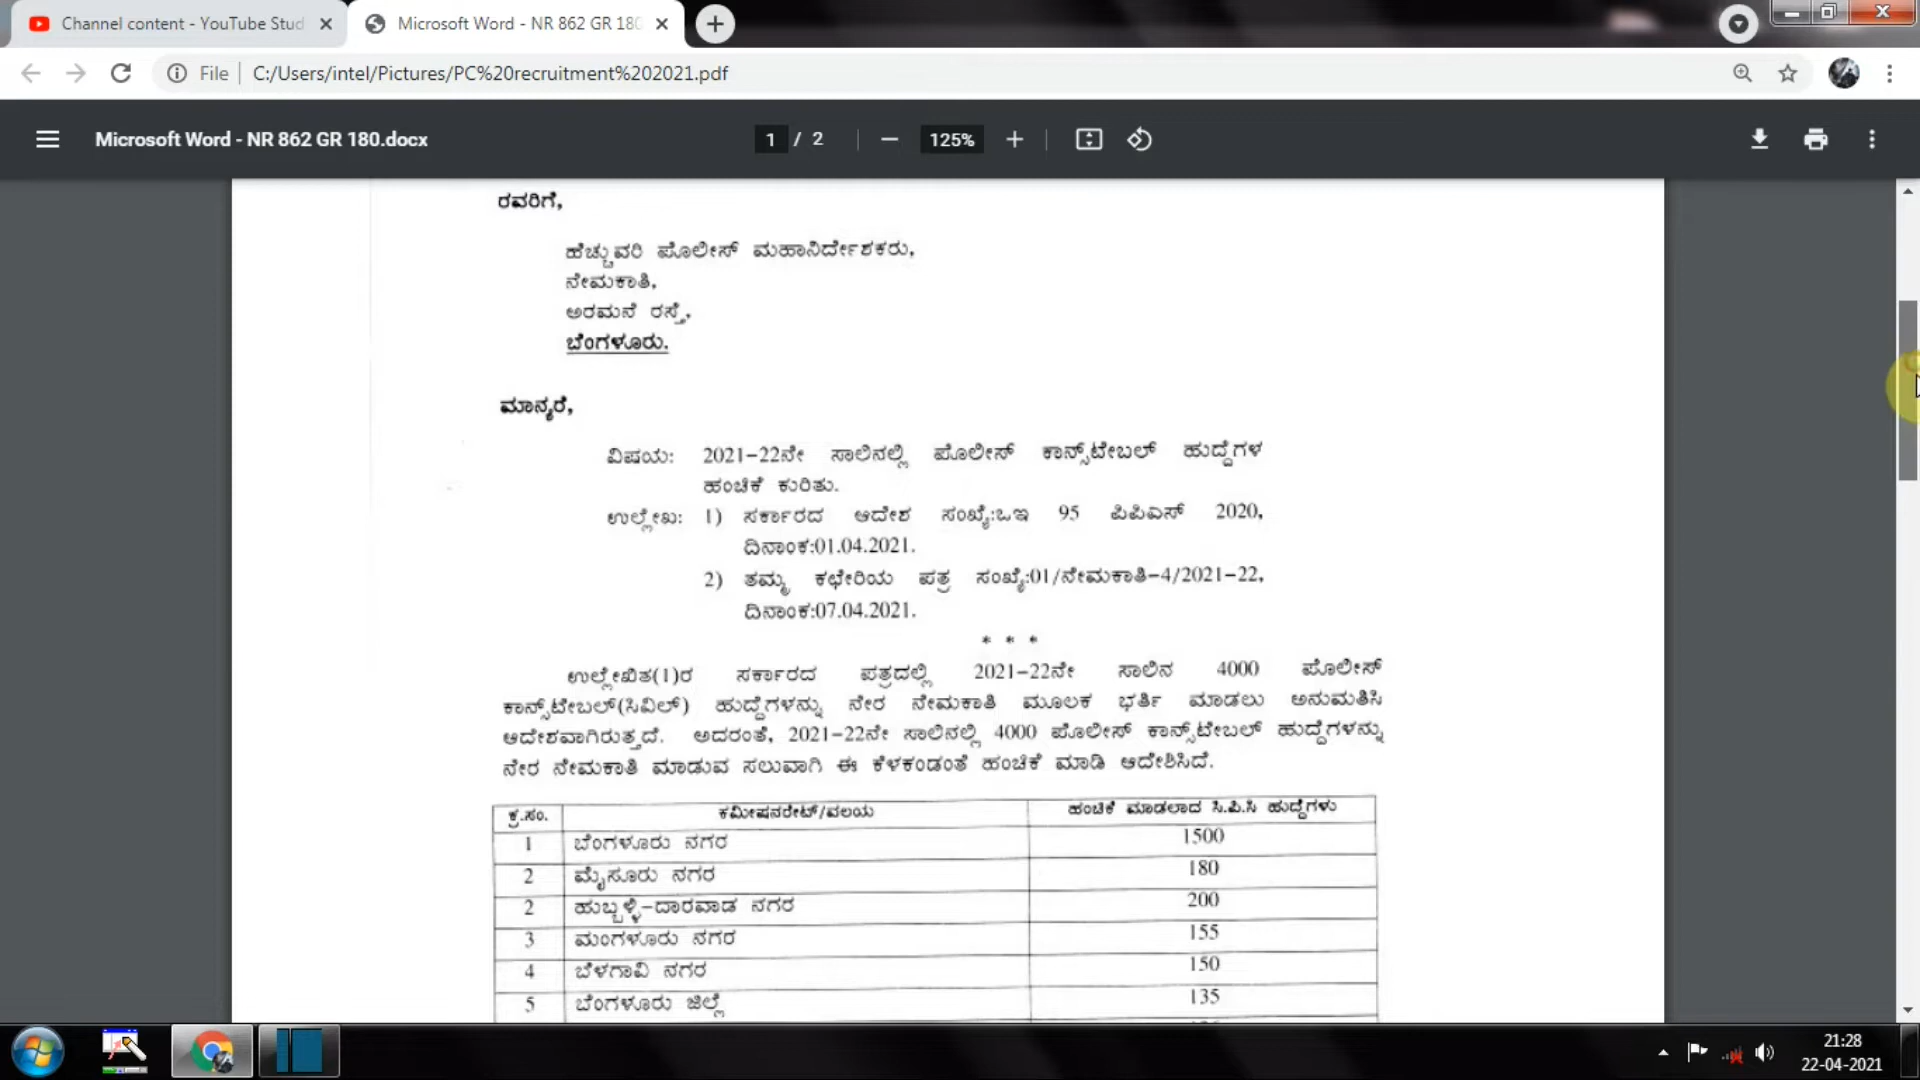 Channel content - YouTube Stud
Microsoft Word - NR 862 GR 180
File
C:/Users/intel/Pictures/PC%20recruitment%202021.pdf
Microsoft Word - NR 862 GR 180.docx
1 / 2
125%
ರವರಿಗೆ,
ಹೆಚ್ಚುವರಿ ಪೊಲೀಸ್ ಮಹಾನಿರ್ದೇಶಕರು,
ನೇಮಕಾತಿ,
ಅರಮನೆ ರಸ್ತೆ,
ಬೆಂಗಳೂರು.
ಮಾನ್ಯರೆ,
ವಿಷಯ: 2021-22ನೇ ಸಾಲಿನಲ್ಲಿ ಪೊಲೀಸ್ ಕಾನ್ಸ್‌ಟೇಬಲ್ ಹುದ್ದೆಗಳ
ಹಂಚಿಕೆ ಕುರಿತು.
ಉಲ್ಲೇಖ: 1) ಸರ್ಕಾರದ ಆದೇಶ ಸಂಖ್ಯೆ:ಒಇ 95 ಪಿಪಿಎಸ್ 2020,
ದಿನಾಂಕ:01.04.2021.
2) ತಮ್ಮ ಕಛೇರಿಯ ಪತ್ರ ಸಂಖ್ಯೆ:01/ನೇಮಕಾತಿ-4/2021-22,
ದಿನಾಂಕ:07.04.2021.
* * *
ಉಲ್ಲೇಖಿತ(1)ರ ಸರ್ಕಾರದ ಪತ್ರದಲ್ಲಿ 2021-22ನೇ ಸಾಲಿನ 4000 ಪೊಲೀಸ್
ಕಾನ್ಸ್‌ಟೇಬಲ್(ಸಿವಿಲ್) ಹುದ್ದೆಗಳನ್ನು ನೇರ ನೇಮಕಾತಿ ಮೂಲಕ ಭರ್ತಿ ಮಾಡಲು ಅನುಮತಿಸಿ
ಆದೇಶವಾಗಿರುತ್ತದೆ. ಅದರಂತೆ, 2021-22ನೇ ಸಾಲಿನಲ್ಲಿ 4000 ಪೊಲೀಸ್ ಕಾನ್ಸ್‌ಟೇಬಲ್ ಹುದ್ದೆಗಳನ್ನು
ನೇರ ನೇಮಕಾತಿ ಮಾಡುವ ಸಲುವಾಗಿ ಈ ಕೆಳಕಂಡಂತೆ ಹಂಚಿಕೆ ಮಾಡಿ ಆದೇಶಿಸಿದೆ.
ಕ್ರ.ಸಂ. ಕಮೀಷನರೇಟ್/ವಲಯ ಹಂಚಿಕೆ ಮಾಡಲಾದ ಸಿ.ಪಿ.ಸಿ ಹುದ್ದೆಗಳು
1 ಬೆಂಗಳೂರು ನಗರ 1500
2 ಮೈಸೂರು ನಗರ 180
2 ಹುಬ್ಬಳ್ಳಿ-ದಾರವಾಡ ನಗರ 200
3 ಮಂಗಳೂರು ನಗರ 155
4 ಬೆಳಗಾವಿ ನಗರ 150
5 ಬೆಂಗಳೂರು ಜಿಲ್ಲೆ 135
21:28
22-04-2021